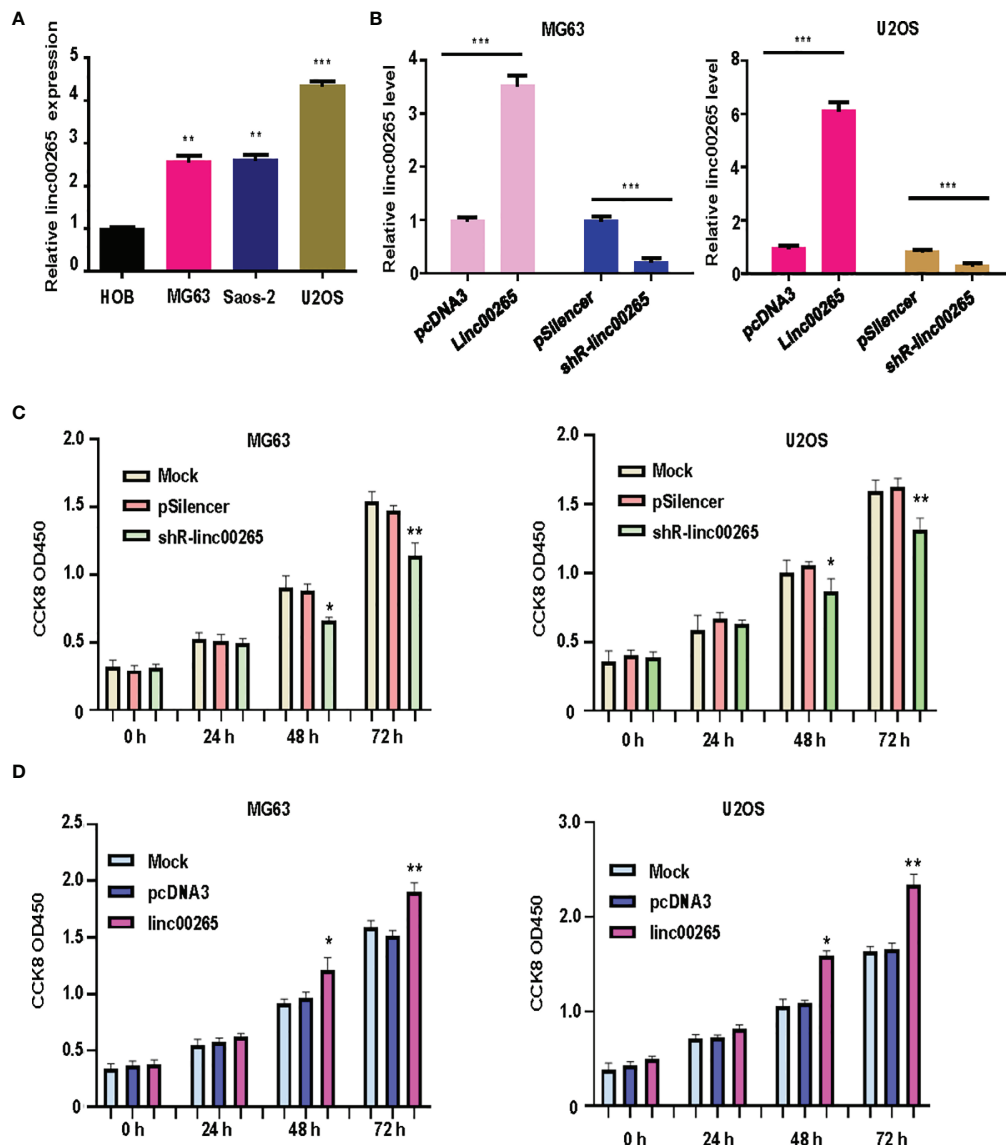 A
Relative linc00265 expression
5
4
3
2
1
0
**
**
***
HOB MG63 Saos-2 U2OS
B
MG63
Relative linc00265 level
4
3
2
1
0
***
***
pcDNA3
Linc00265
pSilencer
shR-linc00265
U2OS
Relative linc00265 level
8
6
4
2
0
***
***
pcDNA3
Linc00265
pSilencer
shR-linc00265
C
MG63
CCK8 OD450
2.0
1.5
1.0
0.5
0
Mock
pSilencer
shR-linc00265
*
**
0 h 24 h 48 h 72 h
U2OS
CCK8 OD450
2.0
1.5
1.0
0.5
0
Mock
pSilencer
shR-linc00265
*
**
0 h 24 h 48 h 72 h
D
MG63
CCK8 OD450
2.5
2.0
1.5
1.0
0.5
0
Mock
pcDNA3
linc00265
*
**
0 h 24 h 48 h 72 h
U2OS
CCK8 OD450
3.0
2.0
1.0
0.0
Mock
pcDNA3
linc00265
*
**
0 h 24 h 48 h 72 h